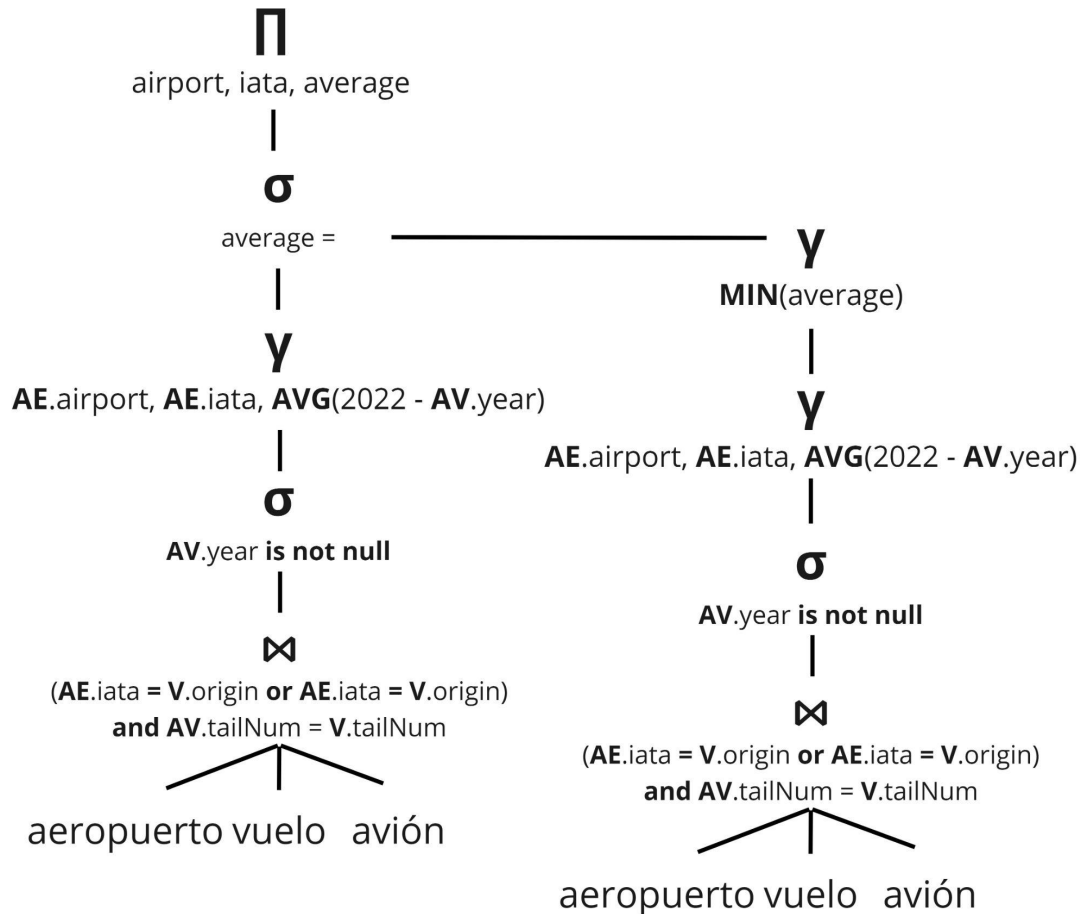 Π
airport, iata, average
σ
average =
γ
AE.airport, AE.iata, AVG(2022 - AV.year)
σ
AV.year is not null
⋈
(AE.iata = V.origin or AE.iata = V.origin)
and AV.tailNum = V.tailNum
aeropuerto vuelo avión
γ
MIN(average)
γ
AE.airport, AE.iata, AVG(2022 - AV.year)
σ
AV.year is not null
⋈
(AE.iata = V.origin or AE.iata = V.origin)
and AV.tailNum = V.tailNum
aeropuerto vuelo avión